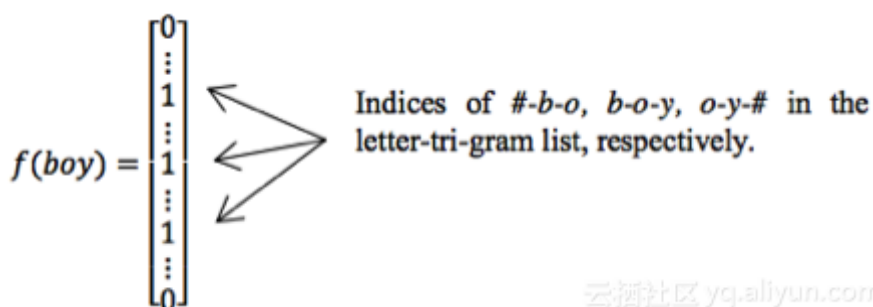 0
⋮
1
⋮
f(boy) = 1
⋮
1
⋮
0
Indices of #-b-o, b-o-y, o-y-# in the
letter-tri-gram list, respectively.
云栖社区 yq.aliyun.com